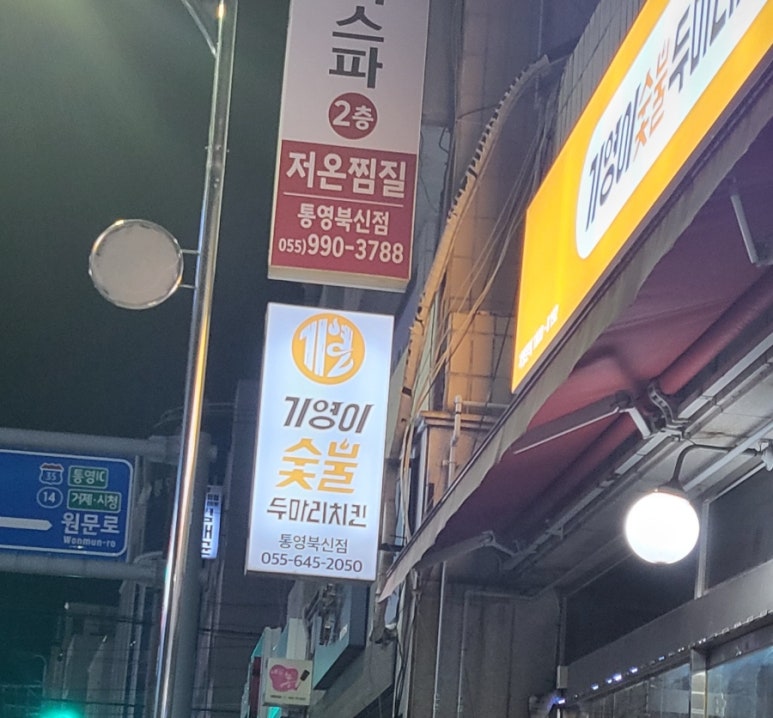 스파
2층
저온찜질
통영북신점
055)990-3788
기영
기영이
숯불
두마리치킨
통영북신점
055-645-2050
기영이
숯불
두마리
35
통영IC
14
거제·시청
원문로
Wonmun-ro